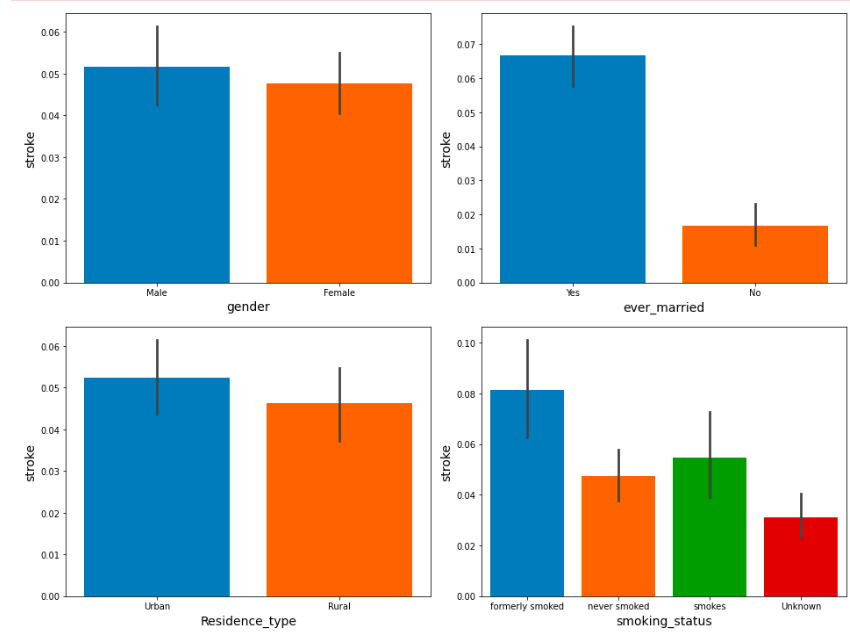 0.06
0.05
0.04
0.03
0.02
0.01
0.00
stroke
Male Female
gender
0.07
0.06
0.05
0.04
0.03
0.02
0.01
0.00
stroke
Yes No
ever_married
0.06
0.05
0.04
0.03
0.02
0.01
0.00
stroke
Urban Rural
Residence_type
0.10
0.08
0.06
0.04
0.02
0.00
stroke
formerly smoked never smoked smokes Unknown
smoking_status